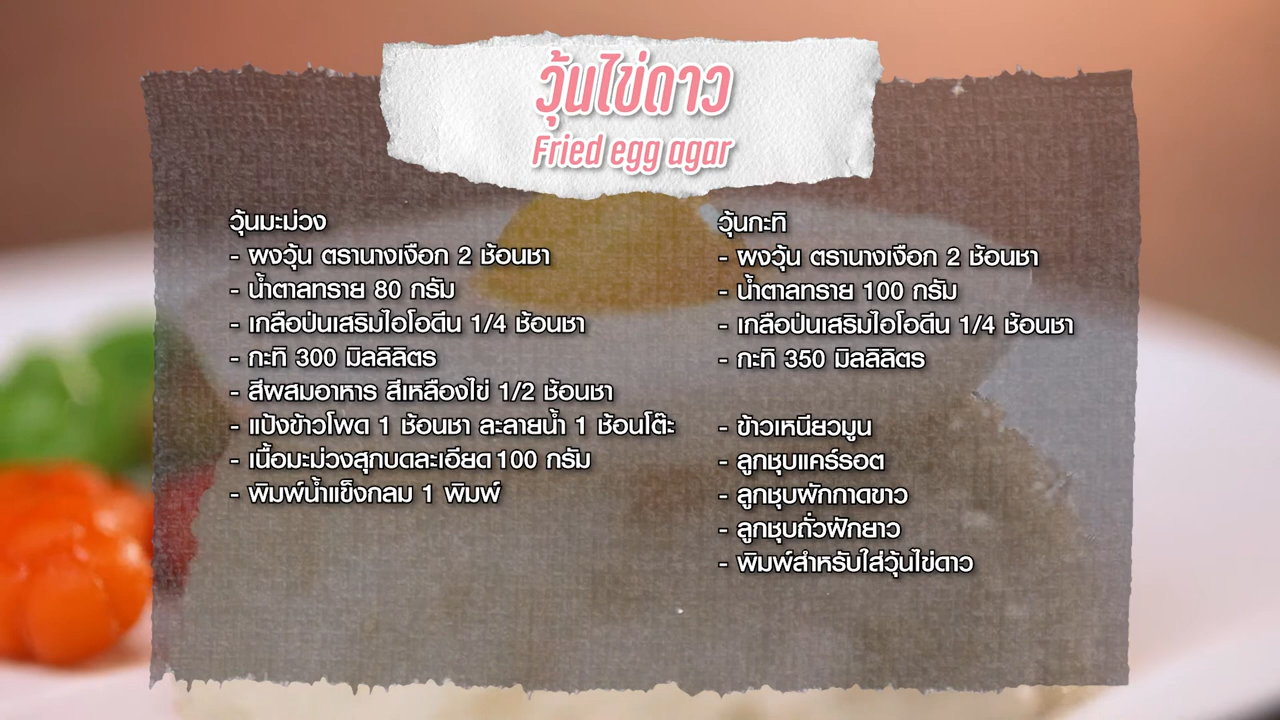 วุ้นไข่ดาว
Fried egg agar
วุ้นมะม่วง
- ผงวุ้น ตรานางเงือก 2 ช้อนชา
- น้ำตาลทราย 80 กรัม
- เกลือป่นเสริมไอโอดีน 1/4 ช้อนชา
- กะทิ 300 มิลลิลิตร
- สีผสมอาหาร สีเหลืองไข่ 1/2 ช้อนชา
- แป้งข้าวโพด 1 ช้อนชา ละลายน้ำ 1 ช้อนโต๊ะ
- เนื้อมะม่วงสุกบดละเอียด 100 กรัม
- พิมพ์น้ำแข็งกลม 1 พิมพ์
วุ้นกะทิ
- ผงวุ้น ตรานางเงือก 2 ช้อนชา
- น้ำตาลทราย 100 กรัม
- เกลือป่นเสริมไอโอดีน 1/4 ช้อนชา
- กะทิ 350 มิลลิลิตร
- ข้าวเหนียวมูน
- ลูกชุบแคร์รอต
- ลูกชุบผักกาดขาว
- ลูกชุบถั่วฝักยาว
- พิมพ์สำหรับใส่วุ้นไข่ดาว